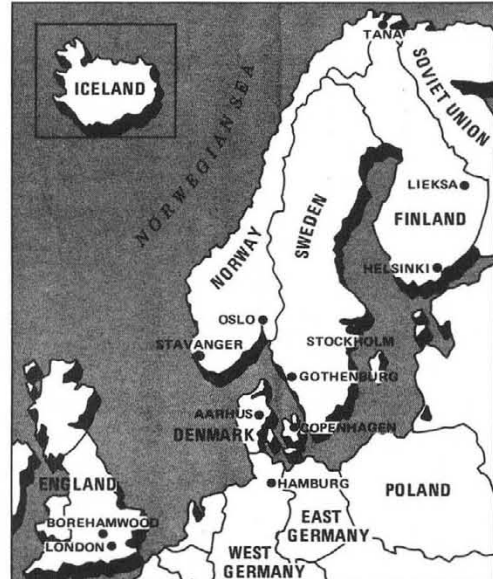 TANA
ICELAND
SOVIET UNION
NORWEGIAN SEA
LIEKSA
FINLAND
SWEDEN
NORWAY
HELSINKI
OSLO
STOCKHOLM
STAVANGER
GOTHENBURG
AARHUS
COPENHAGEN
DENMARK
ENGLAND
HAMBURG
POLAND
BOREHAMWOOD
EAST
GERMANY
LONDON
WEST
GERMANY